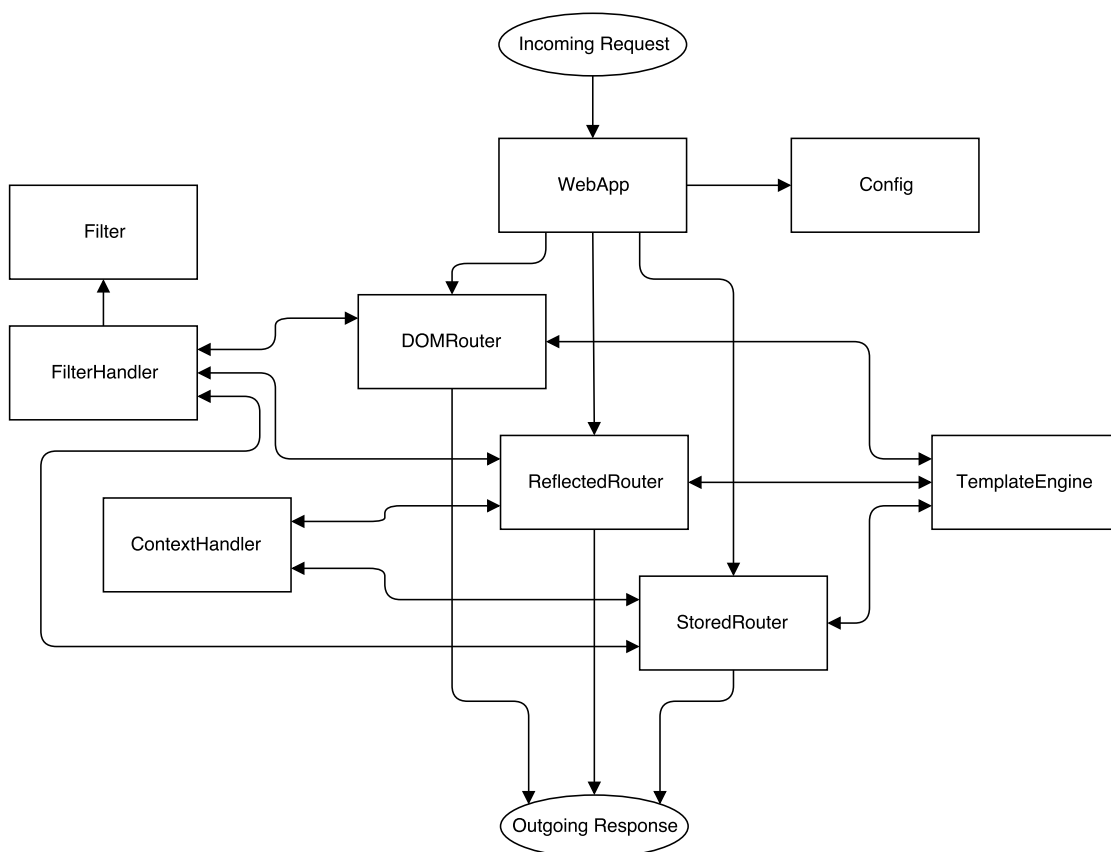 Incoming Request
WebApp
Config
Filter
DOMRouter
FilterHandler
ReflectedRouter
TemplateEngine
ContextHandler
StoredRouter
Outgoing Response